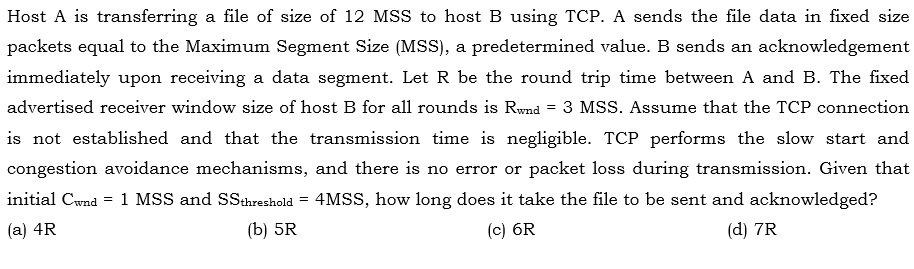 Host A is transferring a file of size of 12 MSS to host B using TCP. A sends the file data in fixed size
packets equal to the Maximum Segment Size (MSS), a predetermined value. B sends an acknowledgement
immediately upon receiving a data segment. Let R be the round trip time between A and B. The fixed
advertised receiver window size of host B for all rounds is Rwnd = 3 MSS. Assume that the TCP connection
is not established and that the transmission time is negligible. TCP performs the slow start and
congestion avoidance mechanisms, and there is no error or packet loss during transmission. Given that
initial Cwnd = 1 MSS and SSthreshold = 4MSS, how long does it take the file to be sent and acknowledged?
(a) 4R (b) 5R (c) 6R (d) 7R